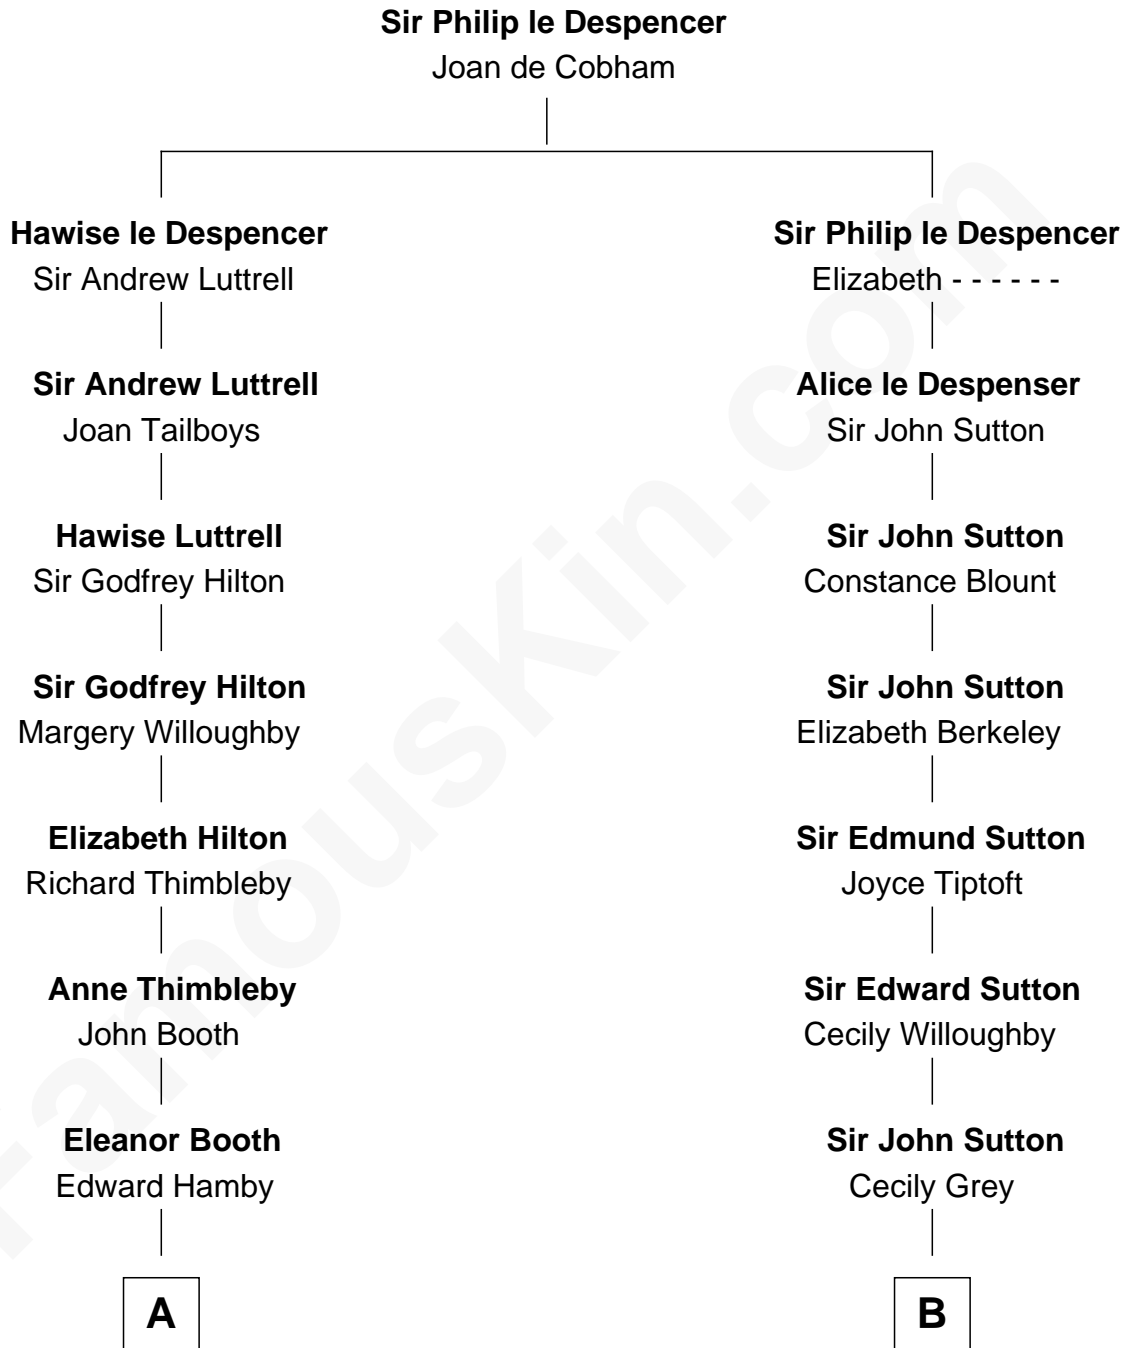 Sir Philip le Despencer
Joan de Cobham
Hawise le Despencer
Sir Andrew Luttrell
Sir Philip le Despencer
Elizabeth - - - - - -
Sir Andrew Luttrell
Joan Tailboys
Alice le Despenser
Sir John Sutton
Hawise Luttrell
Sir Godfrey Hilton
Sir John Sutton
Constance Blount
Sir Godfrey Hilton
Margery Willoughby
Sir John Sutton
Elizabeth Berkeley
Elizabeth Hilton
Richard Thimbleby
Sir Edmund Sutton
Joyce Tiptoft
Anne Thimbleby
John Booth
Sir Edward Sutton
Cecily Willoughby
Eleanor Booth
Edward Hamby
Sir John Sutton
Cecily Grey
A
B
FamousKin.com